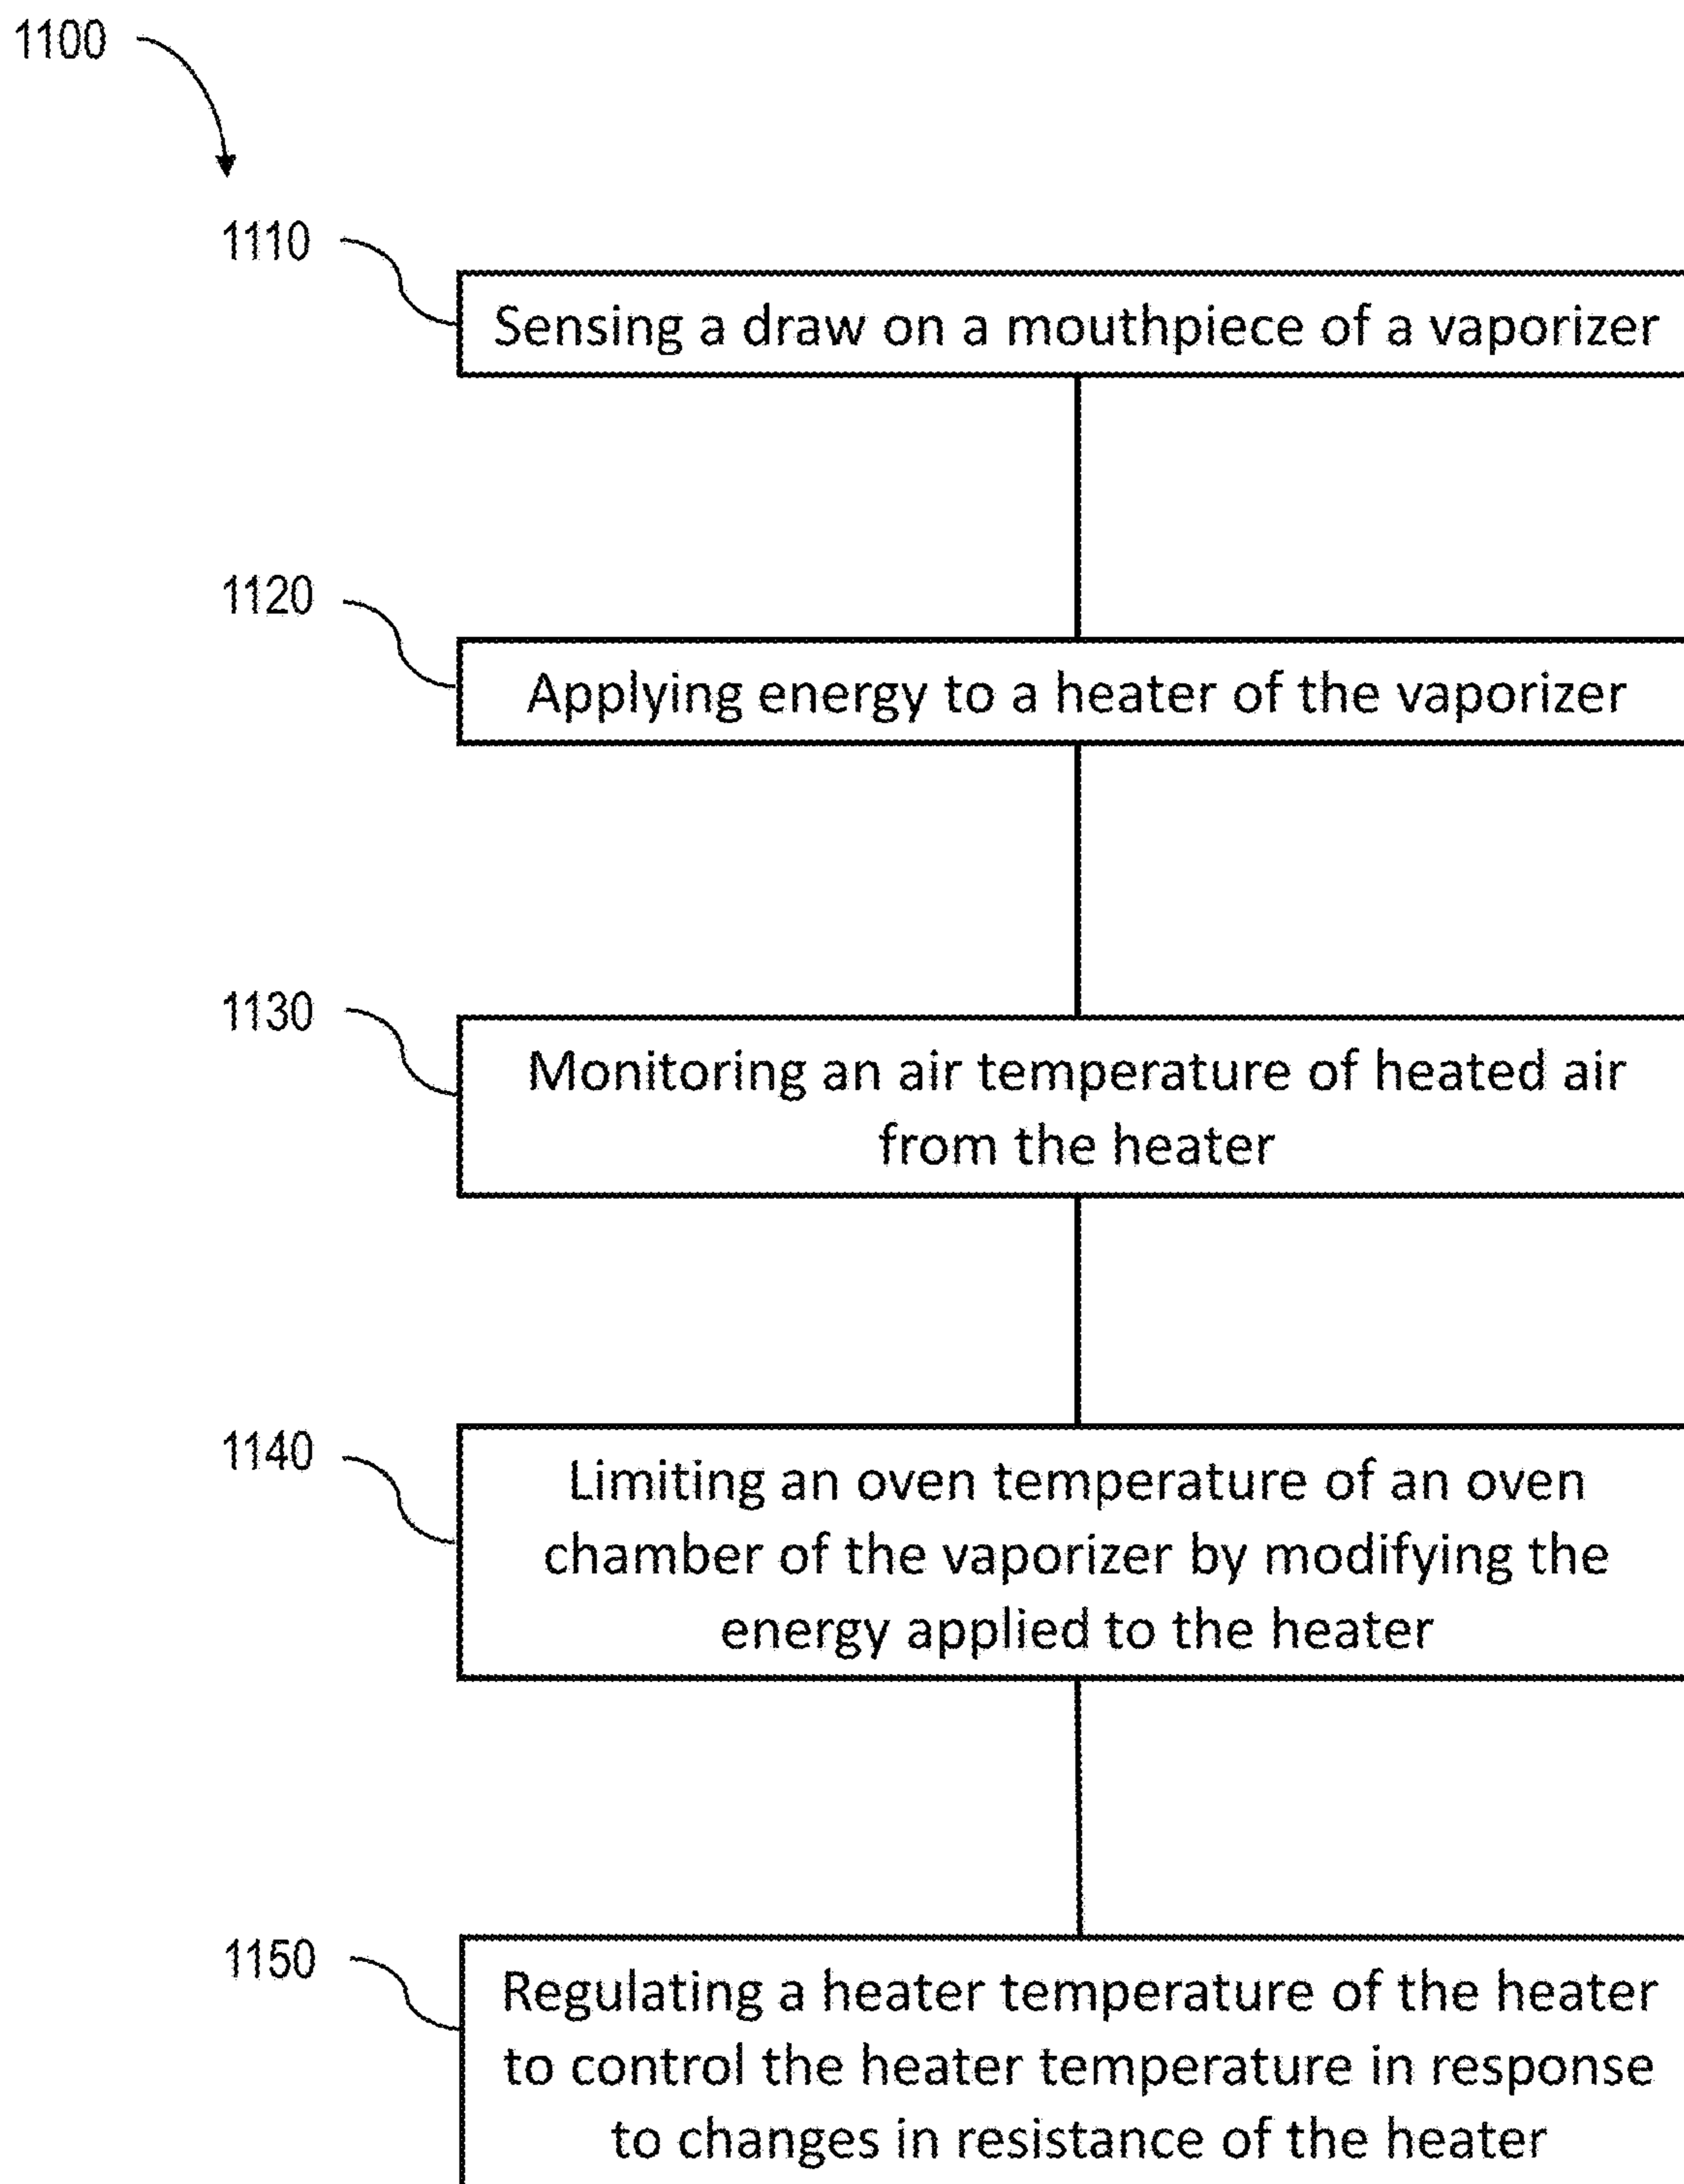 1100
1110
Sensing a draw on a mouthpiece of a vaporizer
1120
Applying energy to a heater of the vaporizer
1130
Monitoring an air temperature of heated air
from the heater
1140
Limiting an oven temperature of an oven
chamber of the vaporizer by modifying the
energy applied to the heater
1150
Regulating a heater temperature of the heater
to control the heater temperature in response
to changes in resistance of the heater